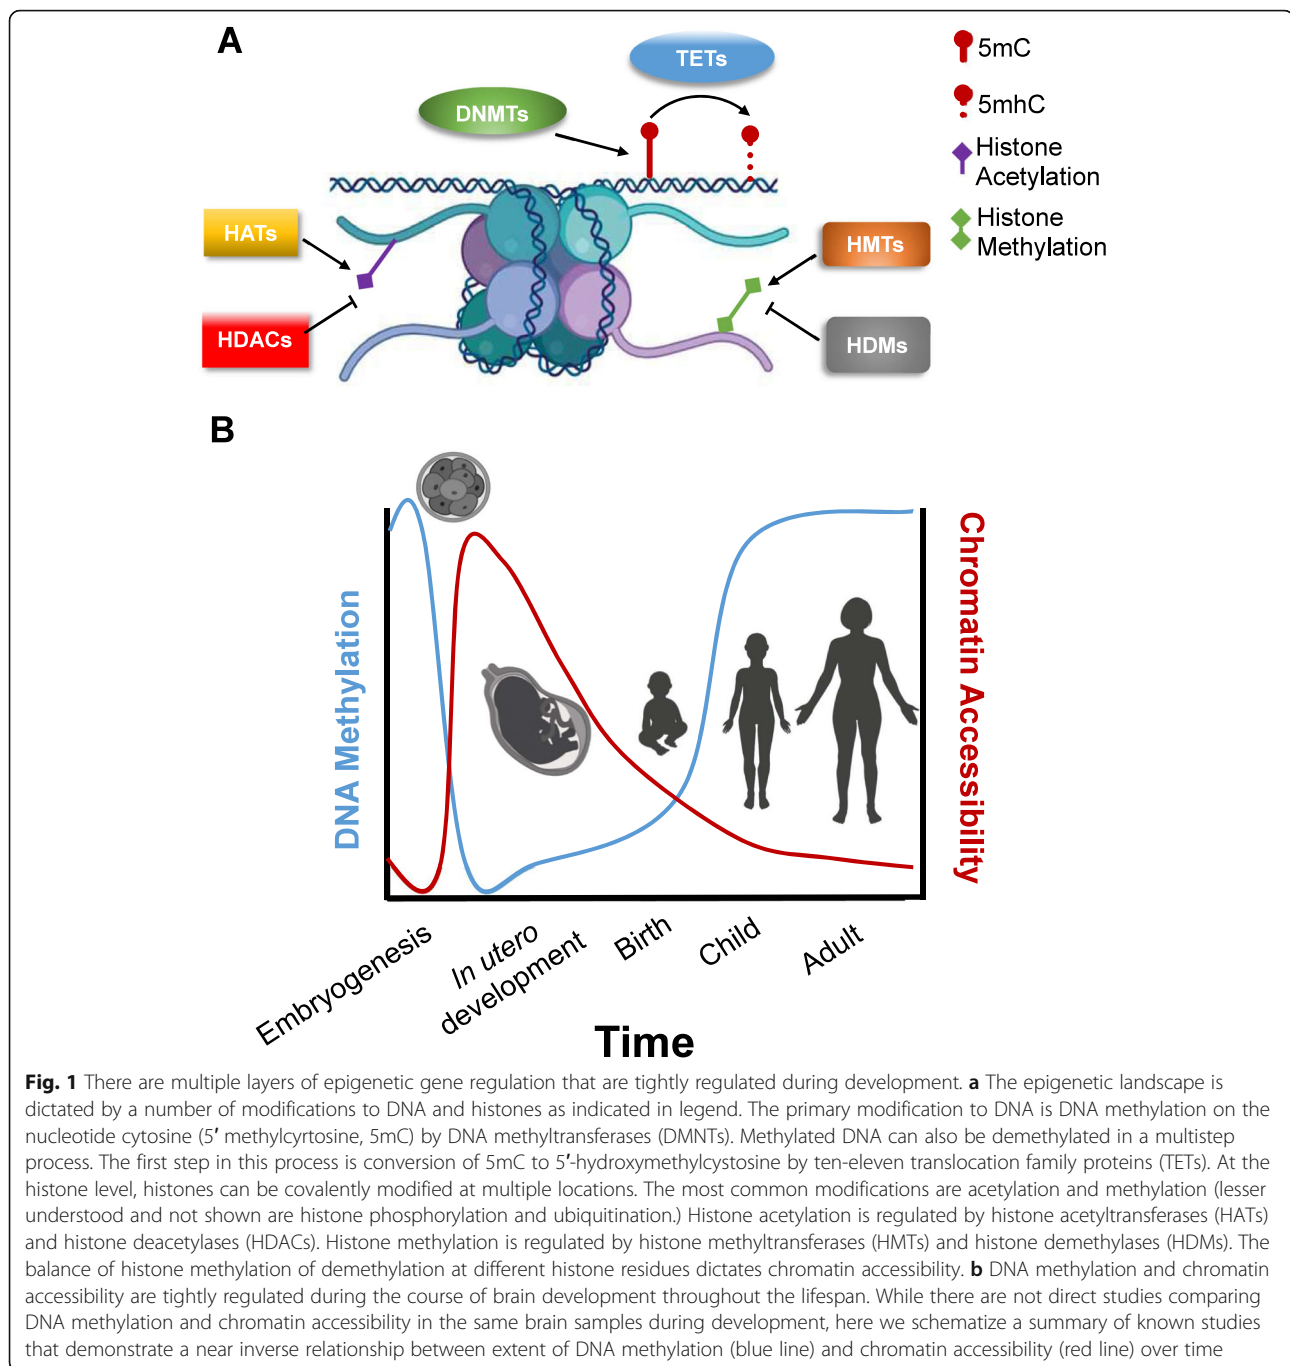 A
TETs
DNMTs
5mC
5mhC
Histone
Acetylation
Histone
Methylation
HATs
HDACs
HMTs
HDMs
B
DNA Methylation
Chromatin Accessibility
Embryogenesis
In utero
development
Birth
Child
Adult
Time
Fig. 1 There are multiple layers of epigenetic gene regulation that are tightly regulated during development. a The epigenetic landscape is
dictated by a number of modifications to DNA and histones as indicated in legend. The primary modification to DNA is DNA methylation on the
nucleotide cytosine (5′ methylcyrtosine, 5mC) by DNA methyltransferases (DMNTs). Methylated DNA can also be demethylated in a multistep
process. The first step in this process is conversion of 5mC to 5′-hydroxymethylcystosine by ten-eleven translocation family proteins (TETs). At the
histone level, histones can be covalently modified at multiple locations. The most common modifications are acetylation and methylation (lesser
understood and not shown are histone phosphorylation and ubiquitination.) Histone acetylation is regulated by histone acetyltransferases (HATs)
and histone deacetylases (HDACs). Histone methylation is regulated by histone methyltransferases (HMTs) and histone demethylases (HDMs). The
balance of histone methylation of demethylation at different histone residues dictates chromatin accessibility. b DNA methylation and chromatin
accessibility are tightly regulated during the course of brain development throughout the lifespan. While there are not direct studies comparing
DNA methylation and chromatin accessibility in the same brain samples during development, here we schematize a summary of known studies
that demonstrate a near inverse relationship between extent of DNA methylation (blue line) and chromatin accessibility (red line) over time